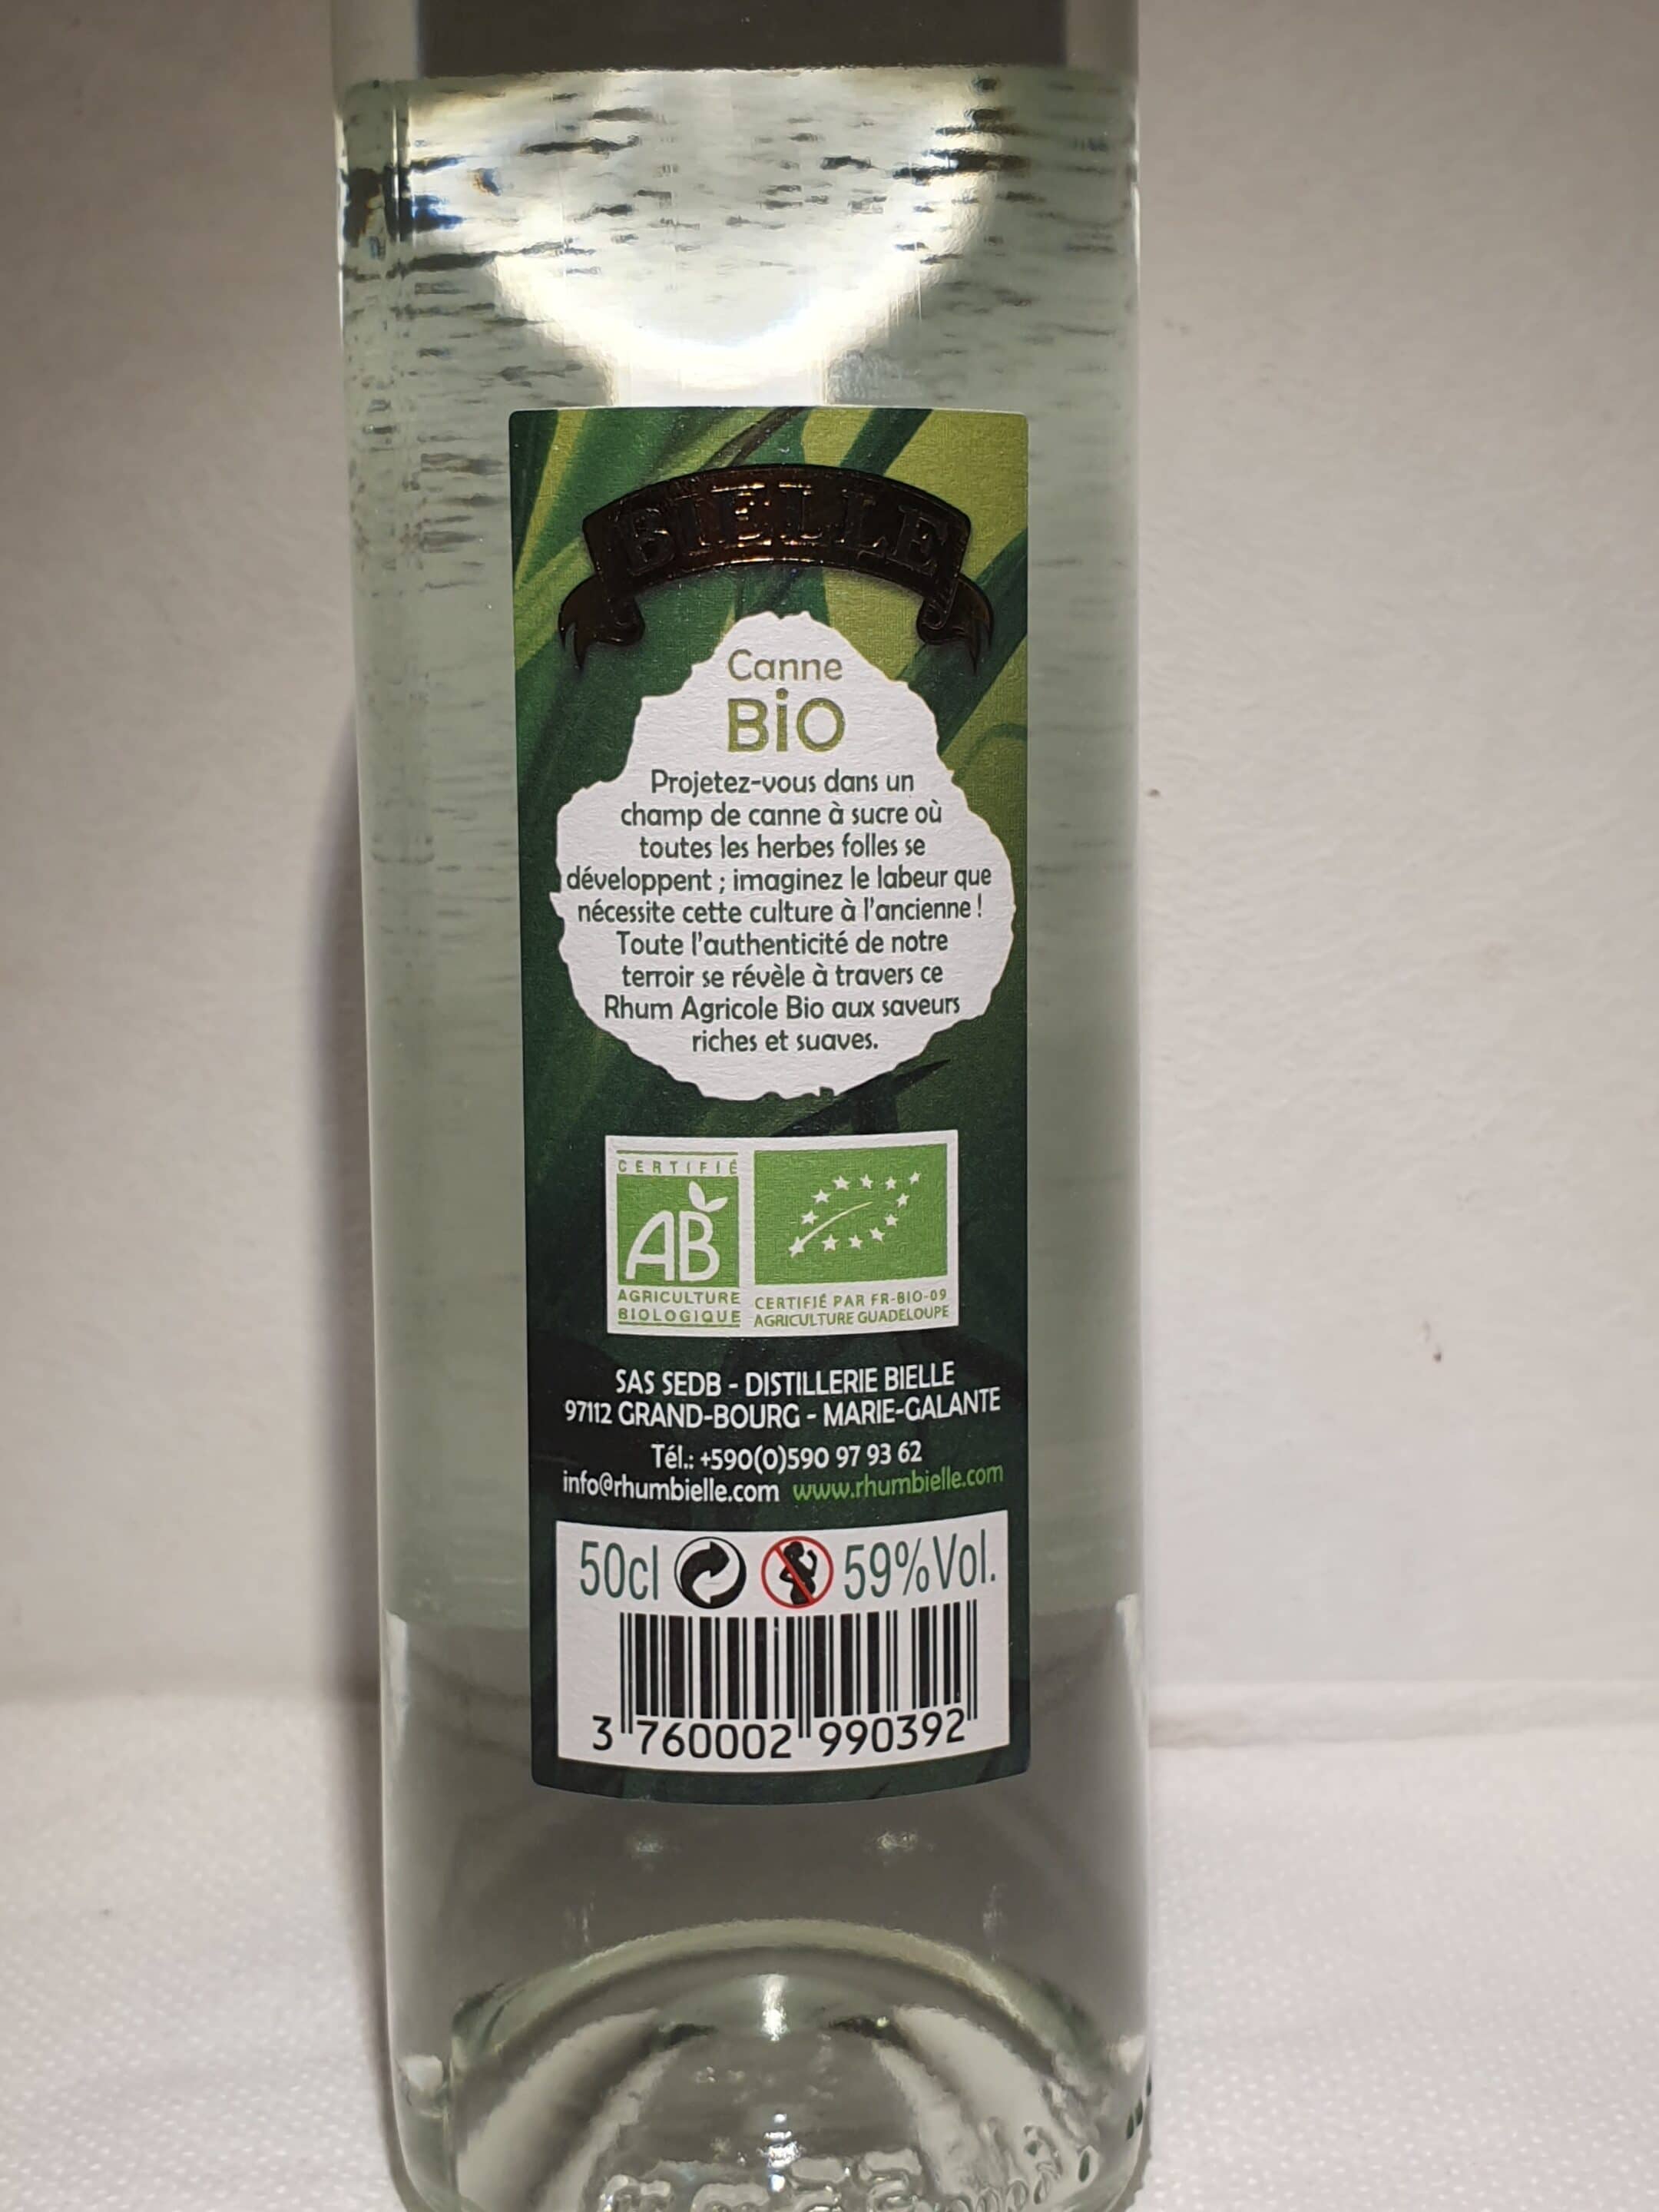 BIELLE
Canne
BiO
Projetez-vous dans un
champ de canne à sucre où
toutes les herbes folles se
développent ; imaginez le labeur que
nécessite cette culture à l'ancienne !
Toute l'authenticité de notre
terroir se révèle à travers ce
Rhum Agricole Bio aux saveurs
riches et suaves.
CERTIFIÉ
AB
AGRICULTURE
BIOLOGIQUE
CERTIFIÉ PAR FR-BIO-09
AGRICULTURE GUADELOUPE
SAS SEDB - DISTILLERIE BIELLE
97112 GRAND-BOURG - MARIE-GALANTE
Tél.: +590(0)590 97 93 62
info@rhumbielle.com www.rhumbielle.com
50cl 59%Vol.
3 760002 990392